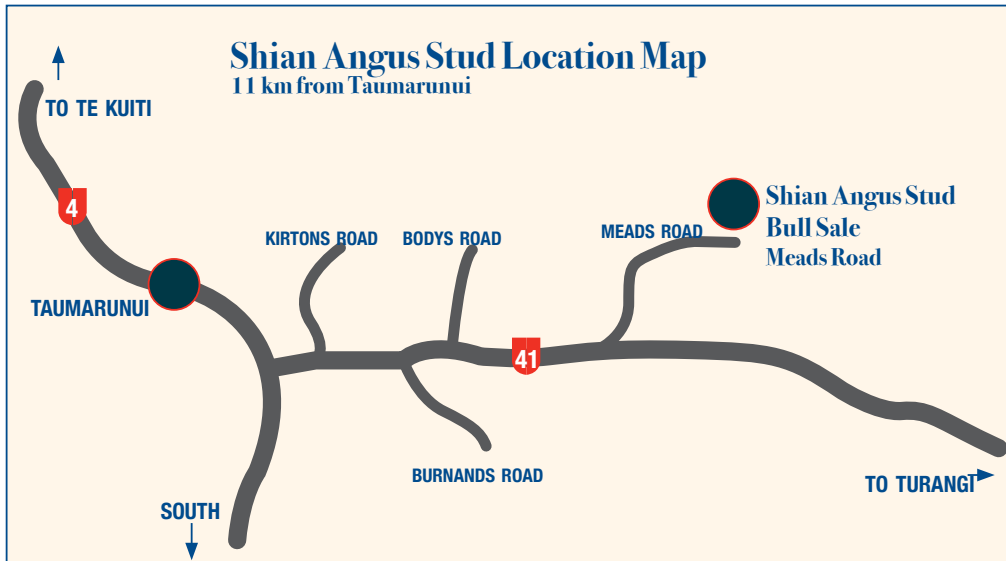 Shian Angus Stud Location Map
11 km from Taumarunui
TO TE KUITI
4
KIRTONS ROAD
BODYS ROAD
MEADS ROAD
Shian Angus Stud
Bull Sale
Meads Road
TAUMARUNUI
41
BURNANDS ROAD
TO TURANGI
SOUTH